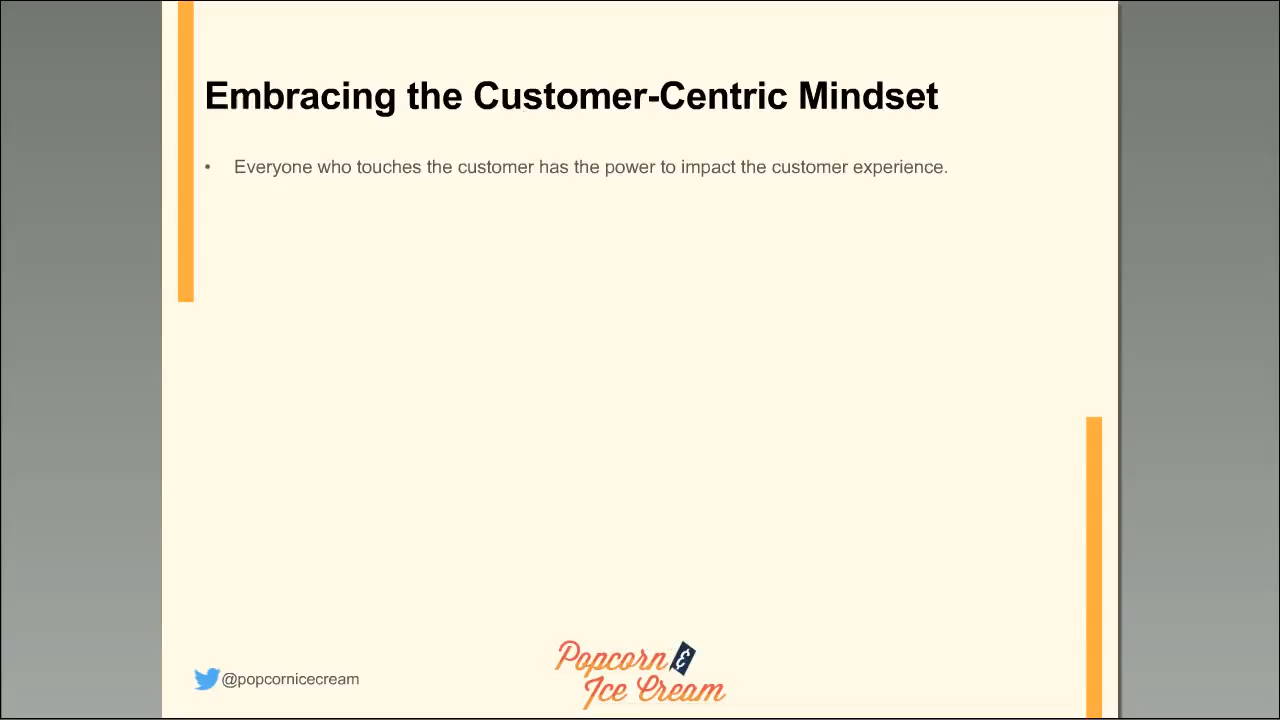 Embracing the Customer-Centric Mindset
• Everyone who touches the customer has the power to impact the customer experience.
@popcornicecream
Popcorn &
Ice Cream